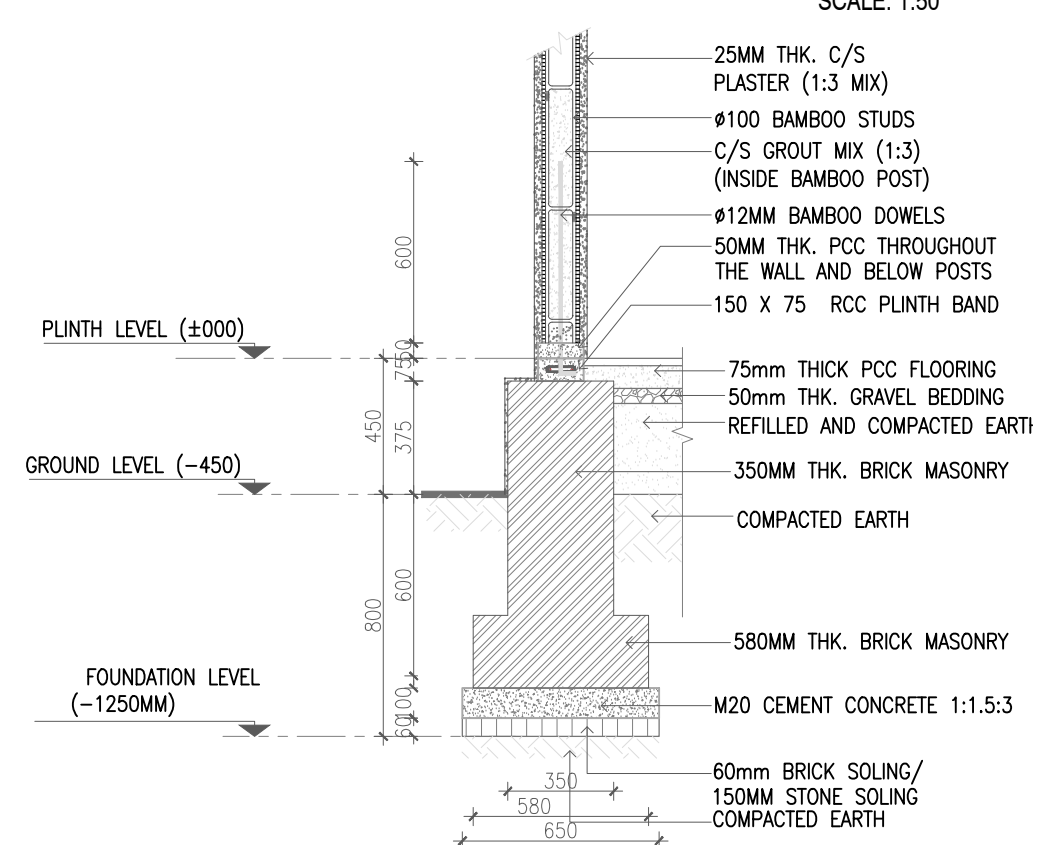 SCALE: 1:50
25MM THK. C/S
PLASTER (1:3 MIX)
ø100 BAMBOO STUDS
C/S GROUT MIX (1:3)
(INSIDE BAMBOO POST)
ø12MM BAMBOO DOWELS
50MM THK. PCC THROUGHOUT
THE WALL AND BELOW POSTS
150 X 75 RCC PLINTH BAND
75mm THICK PCC FLOORING
50mm THK. GRAVEL BEDDING
REFILLED AND COMPACTED EARTH
350MM THK. BRICK MASONRY
COMPACTED EARTH
580MM THK. BRICK MASONRY
M20 CEMENT CONCRETE 1:1.5:3
60mm BRICK SOLING/
150MM STONE SOLING
COMPACTED EARTH
PLINTH LEVEL (±000)
GROUND LEVEL (-450)
FOUNDATION LEVEL
(-1250MM)
600
50
75
450
375
600
800
100
60
350
580
650